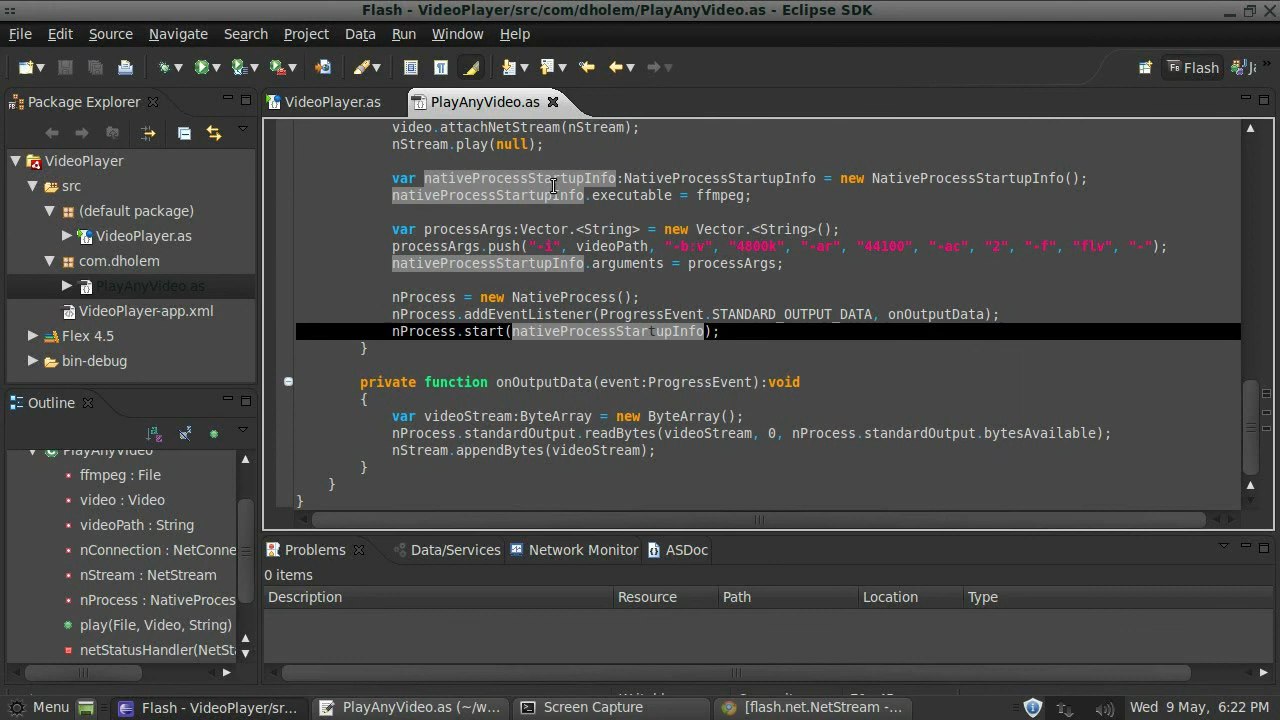 Flash - VideoPlayer/src/com/dholem/PlayAnyVideo.as - Eclipse SDK
File Edit Source Navigate Search Project Data Run Window Help
Flash
Package Explorer
VideoPlayer
src
(default package)
VideoPlayer.as
com.dholem
PlayAnyVideo.as
VideoPlayer-app.xml
Flex 4.5
bin-debug
Outline
PlayAnyVideo
ffmpeg : File
video : Video
videoPath : String
nConnection : NetConne
nStream : NetStream
nProcess : NativeProces
play(File, Video, String)
netStatusHandler(NetSta
VideoPlayer.as PlayAnyVideo.as
video.attachNetStream(nStream);
nStream.play(null);
var nativeProcessStartupInfo:NativeProcessStartupInfo = new NativeProcessStartupInfo();
nativeProcessStartupInfo.executable = ffmpeg;
var processArgs:Vector.<String> = new Vector.<String>();
processArgs.push("-i", videoPath, "-b:v", "4800k", "-ar", "44100", "-ac", "2", "-f", "flv", "-");
nativeProcessStartupInfo.arguments = processArgs;
nProcess = new NativeProcess();
nProcess.addEventListener(ProgressEvent.STANDARD_OUTPUT_DATA, onOutputData);
nProcess.start(nativeProcessStartupInfo);
}
private function onOutputData(event:ProgressEvent):void
{
var videoStream:ByteArray = new ByteArray();
nProcess.standardOutput.readBytes(videoStream, 0, nProcess.standardOutput.bytesAvailable);
nStream.appendBytes(videoStream);
}
}
}
Problems Data/Services Network Monitor ASDoc
0 items
Description Resource Path Location Type
Menu Flash - VideoPlayer/sr... PlayAnyVideo.as (~/w... Screen Capture [flash.net.NetStream -... Wed 9 May, 6:22 PM